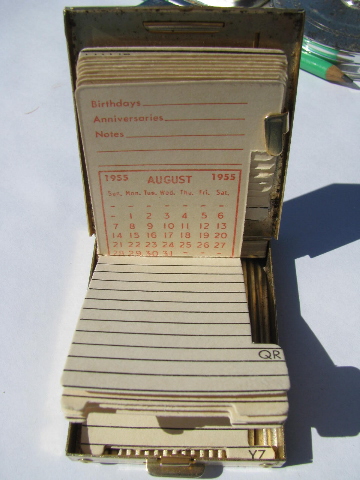 Birthdays
Anniversaries
Notes
1955 AUGUST 1955
Sun. Mon. Tue. Wed. Thu. Fri. Sat.
- 1 2 3 4 5 6
7 8 9 10 11 12 13
14 15 16 17 18 19 20
21 22 23 24 25 26 27
28 29 30 31 - - -
QR
YZ